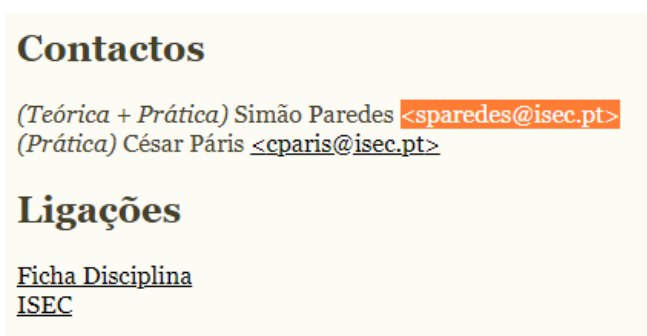 Contactos
(Teórica + Prática) Simão Paredes <sparedes@isec.pt>
(Prática) César Páris <cparis@isec.pt>
Ligações
Ficha Disciplina
ISEC